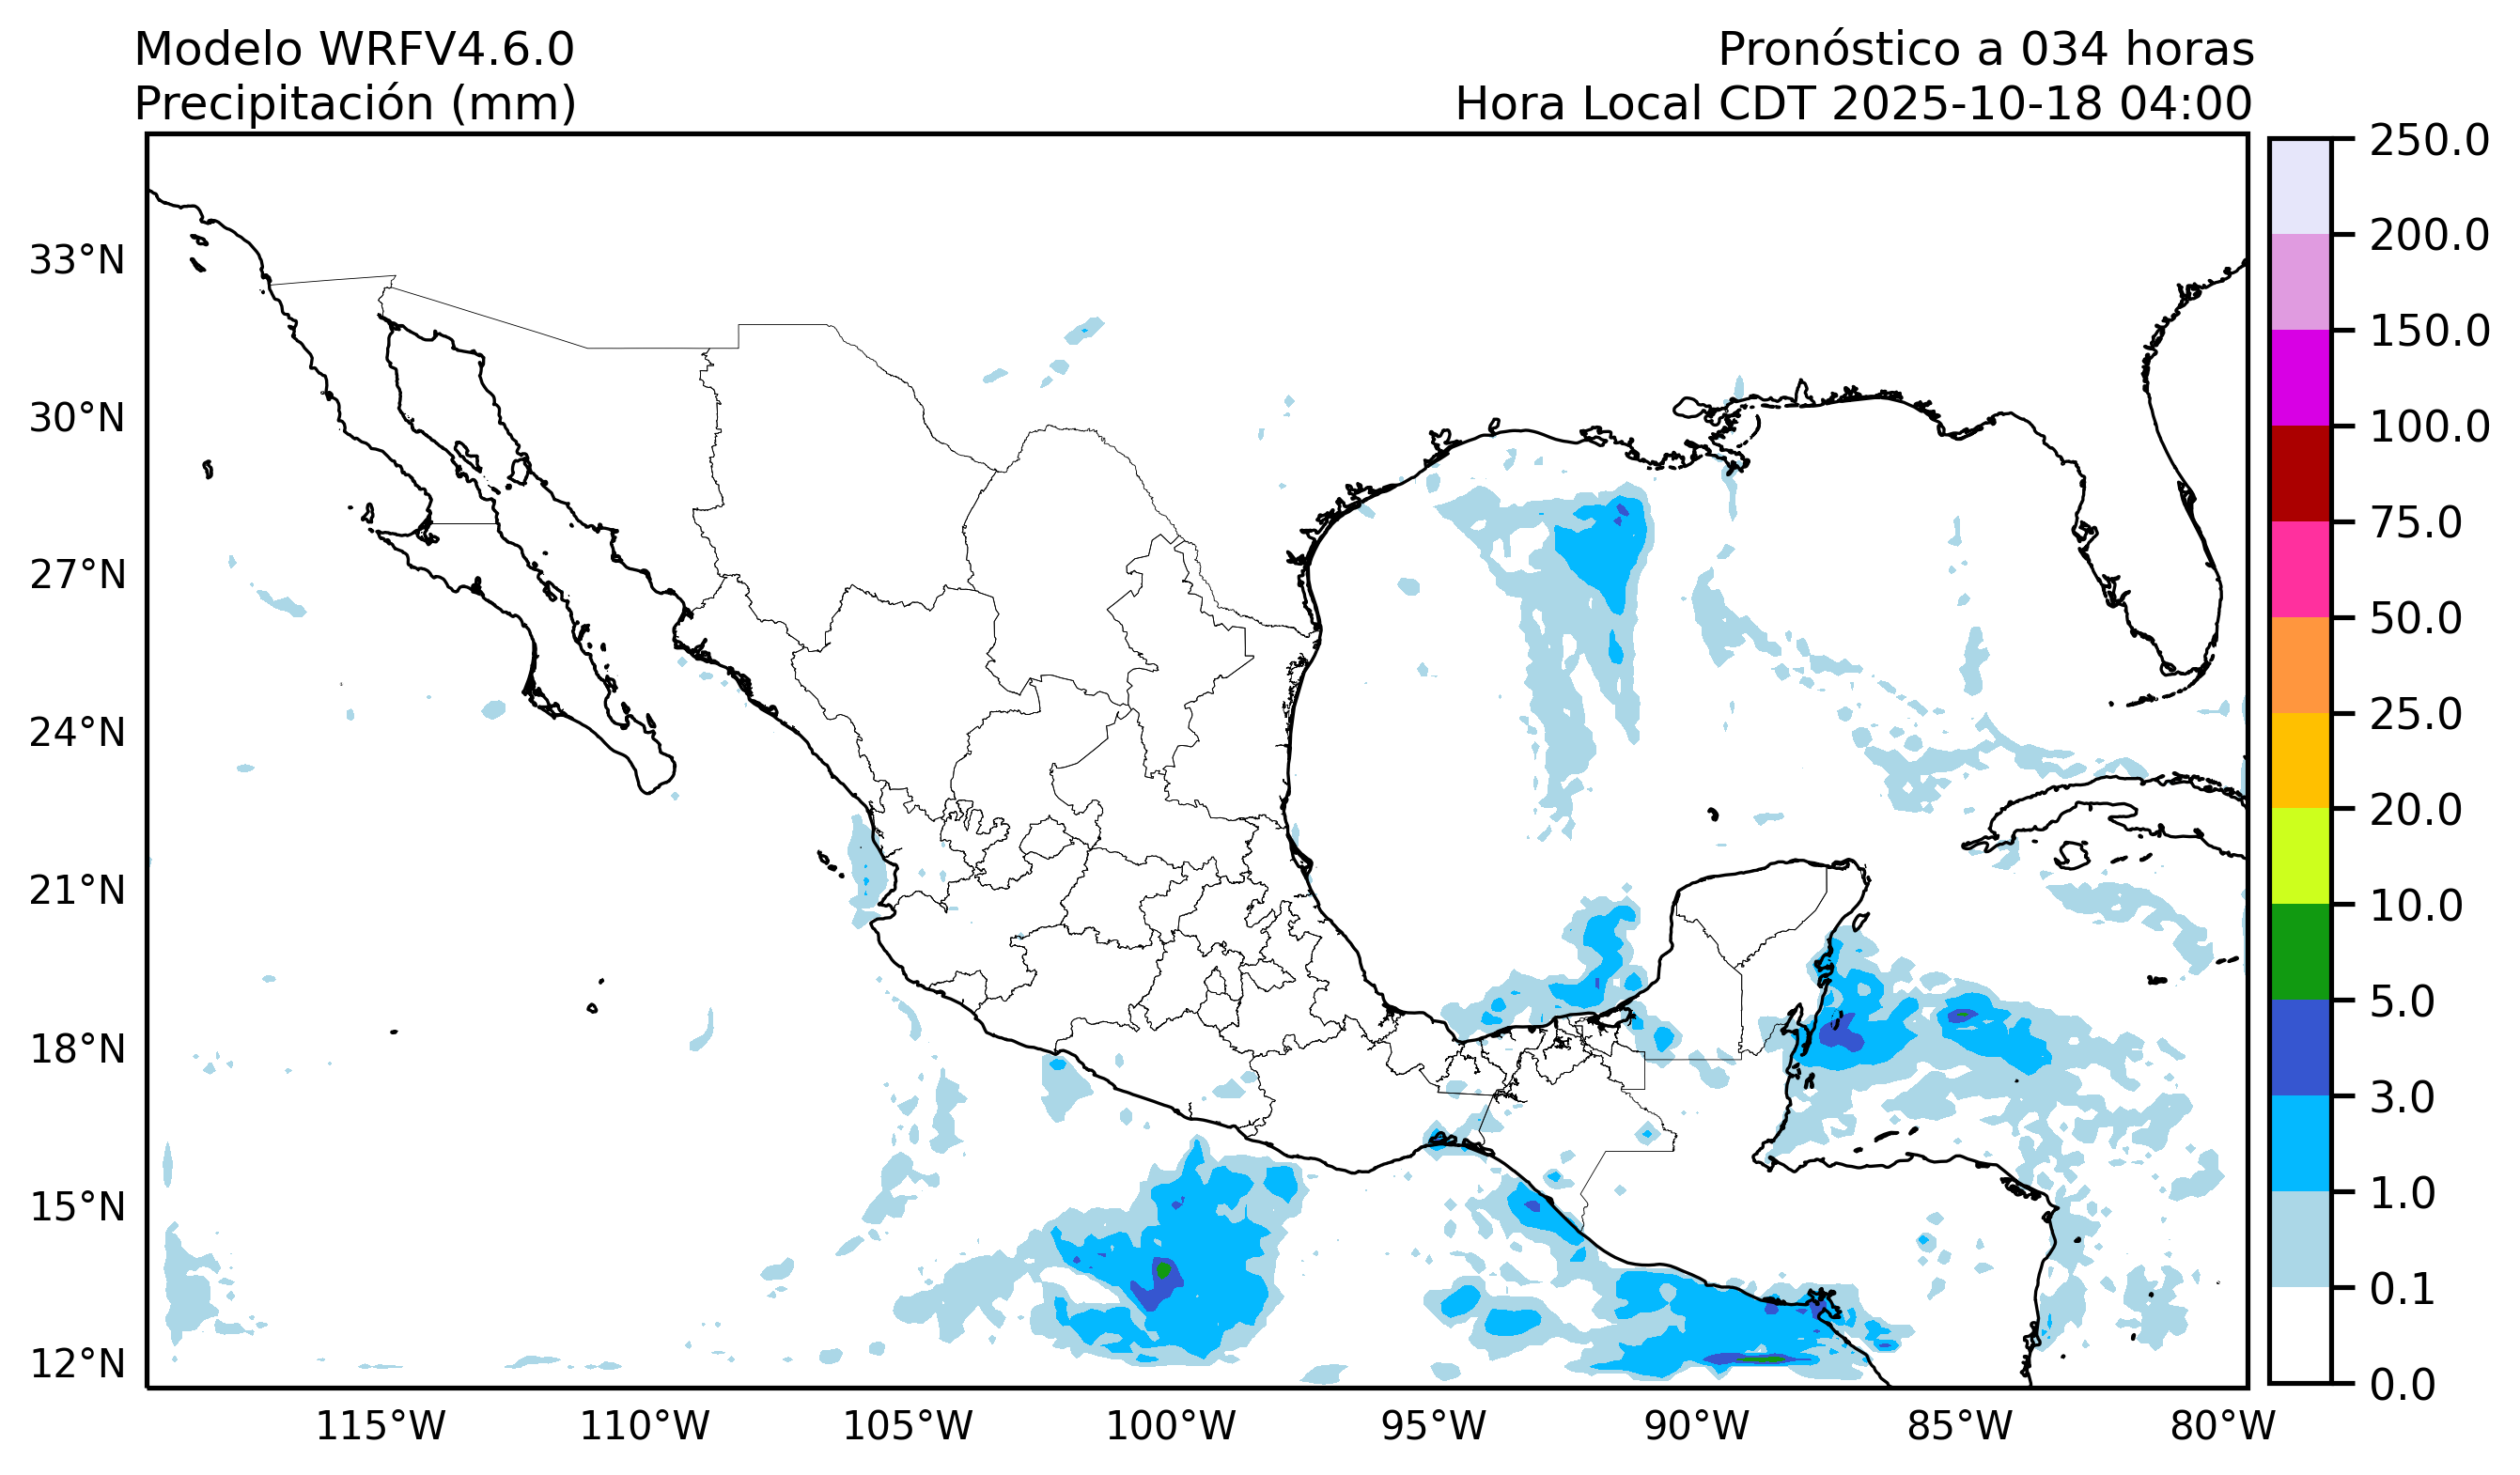 Modelo WRFV4.6.0
Precipitación (mm)
Pronóstico a 034 horas
Hora Local CDT 2025-10-18 04:00
33°N
30°N
27°N
24°N
21°N
18°N
15°N
12°N
115°W
110°W
105°W
100°W
95°W
90°W
85°W
80°W
250.0
200.0
150.0
100.0
75.0
50.0
25.0
20.0
10.0
5.0
3.0
1.0
0.1
0.0